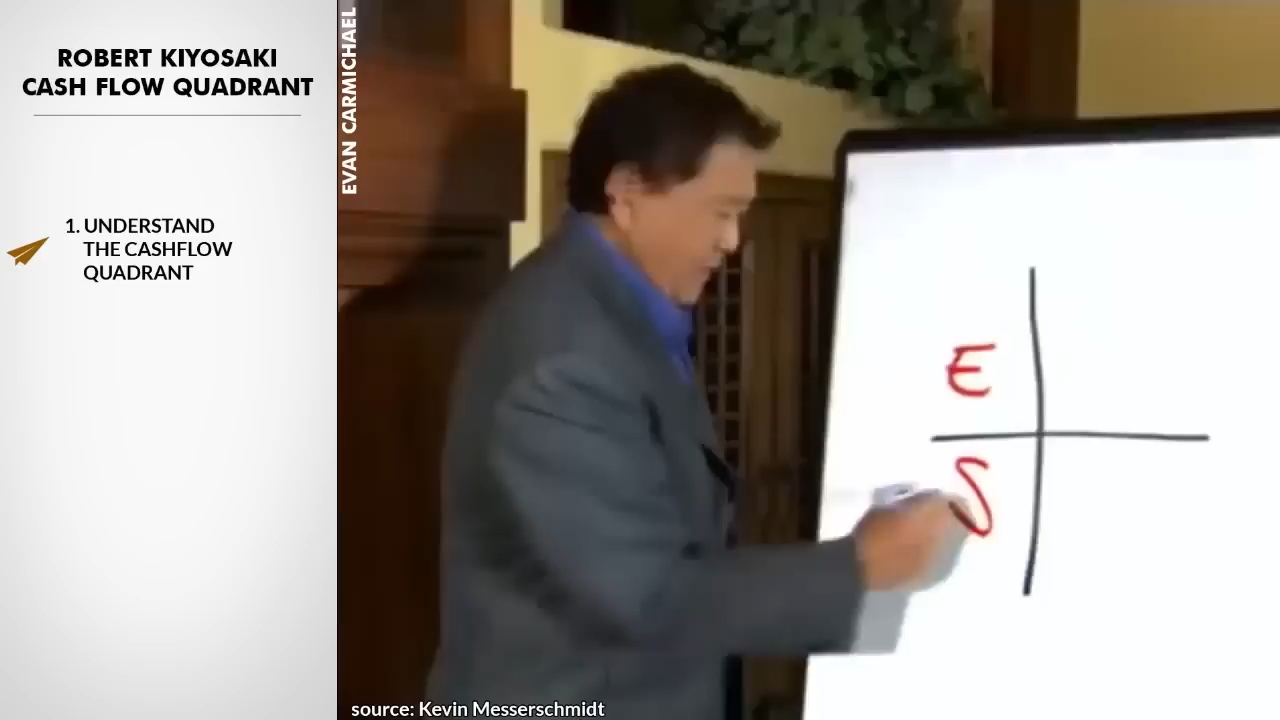 ROBERT KIYOSAKI
CASH FLOW QUADRANT
1. UNDERSTAND
THE CASHFLOW
QUADRANT
EVAN CARMICHAEL
E
S
source: Kevin Messerschmidt